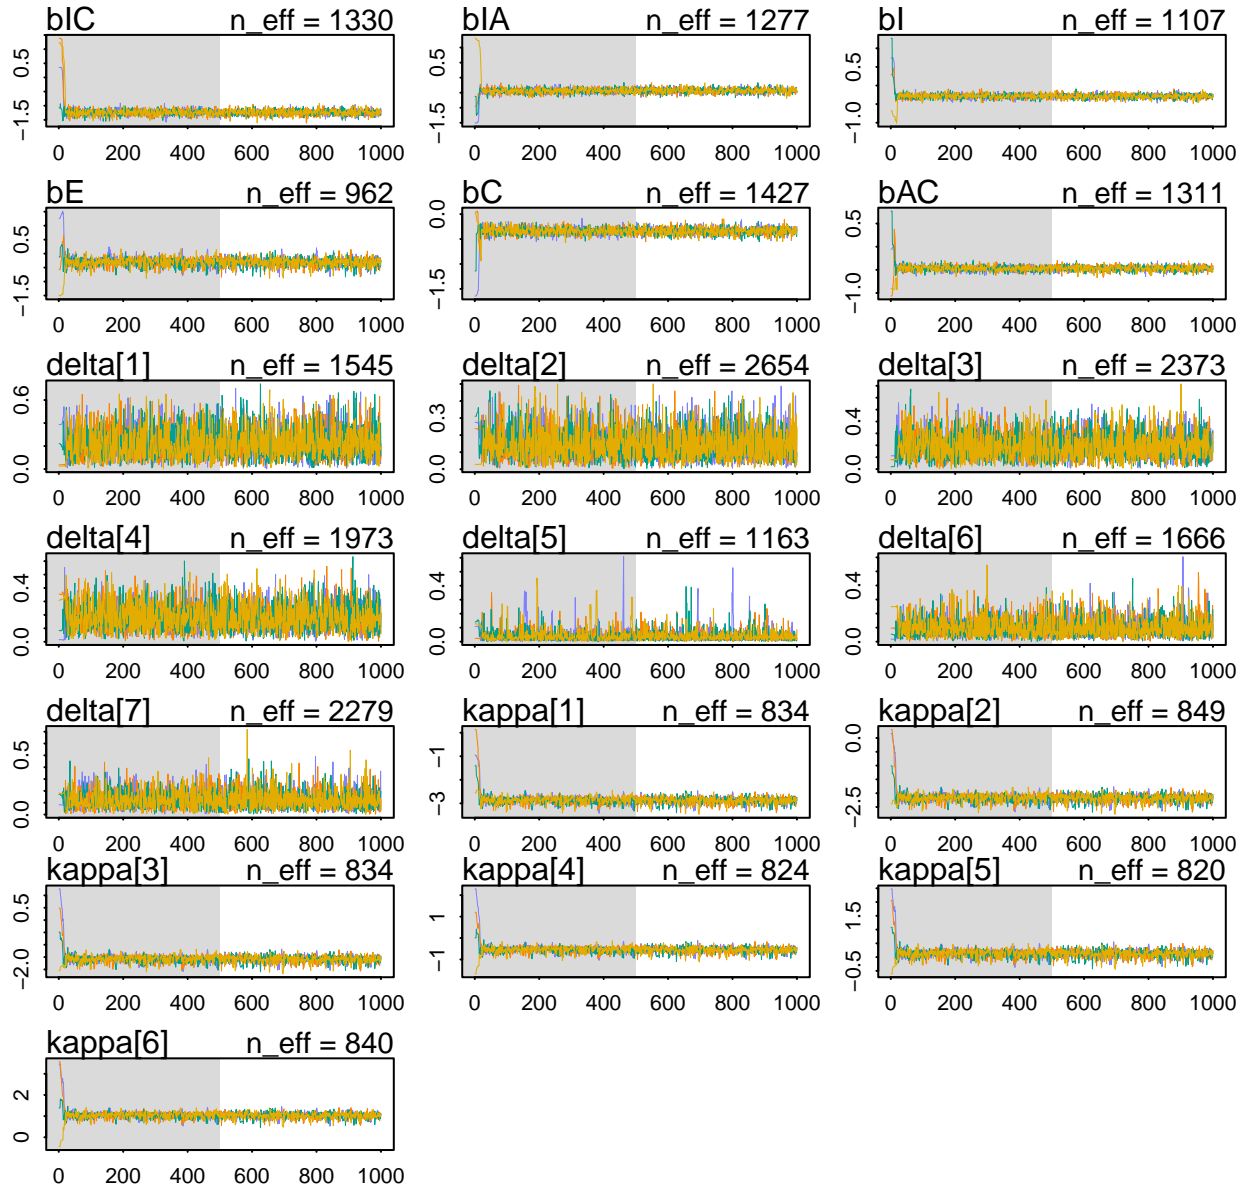 bIC n_eff = 1330
0.5
−1.5
0 200 400 600 800 1000
bIA n_eff = 1277
0.5
−1.5
0 200 400 600 800 1000
bI n_eff = 1107
0.5
−1.0
0 200 400 600 800 1000
bE n_eff = 962
0.5
−1.5
0 200 400 600 800 1000
bC n_eff = 1427
0.0
−1.5
0 200 400 600 800 1000
bAC n_eff = 1311
0.5
−1.0
0 200 400 600 800 1000
delta[1] n_eff = 1545
0.6
0.0
0 200 400 600 800 1000
delta[2] n_eff = 2654
0.3
0.0
0 200 400 600 800 1000
delta[3] n_eff = 2373
0.4
0.0
0 200 400 600 800 1000
delta[4] n_eff = 1973
0.4
0.0
0 200 400 600 800 1000
delta[5] n_eff = 1163
0.4
0.0
0 200 400 600 800 1000
delta[6] n_eff = 1666
0.4
0.0
0 200 400 600 800 1000
delta[7] n_eff = 2279
0.5
0.0
0 200 400 600 800 1000
kappa[1] n_eff = 834
−1
−3
0 200 400 600 800 1000
kappa[2] n_eff = 849
0.0
−2.5
0 200 400 600 800 1000
kappa[3] n_eff = 834
0.5
−2.0
0 200 400 600 800 1000
kappa[4] n_eff = 824
1
−1
0 200 400 600 800 1000
kappa[5] n_eff = 820
1.5
−0.5
0 200 400 600 800 1000
kappa[6] n_eff = 840
2
0
0 200 400 600 800 1000